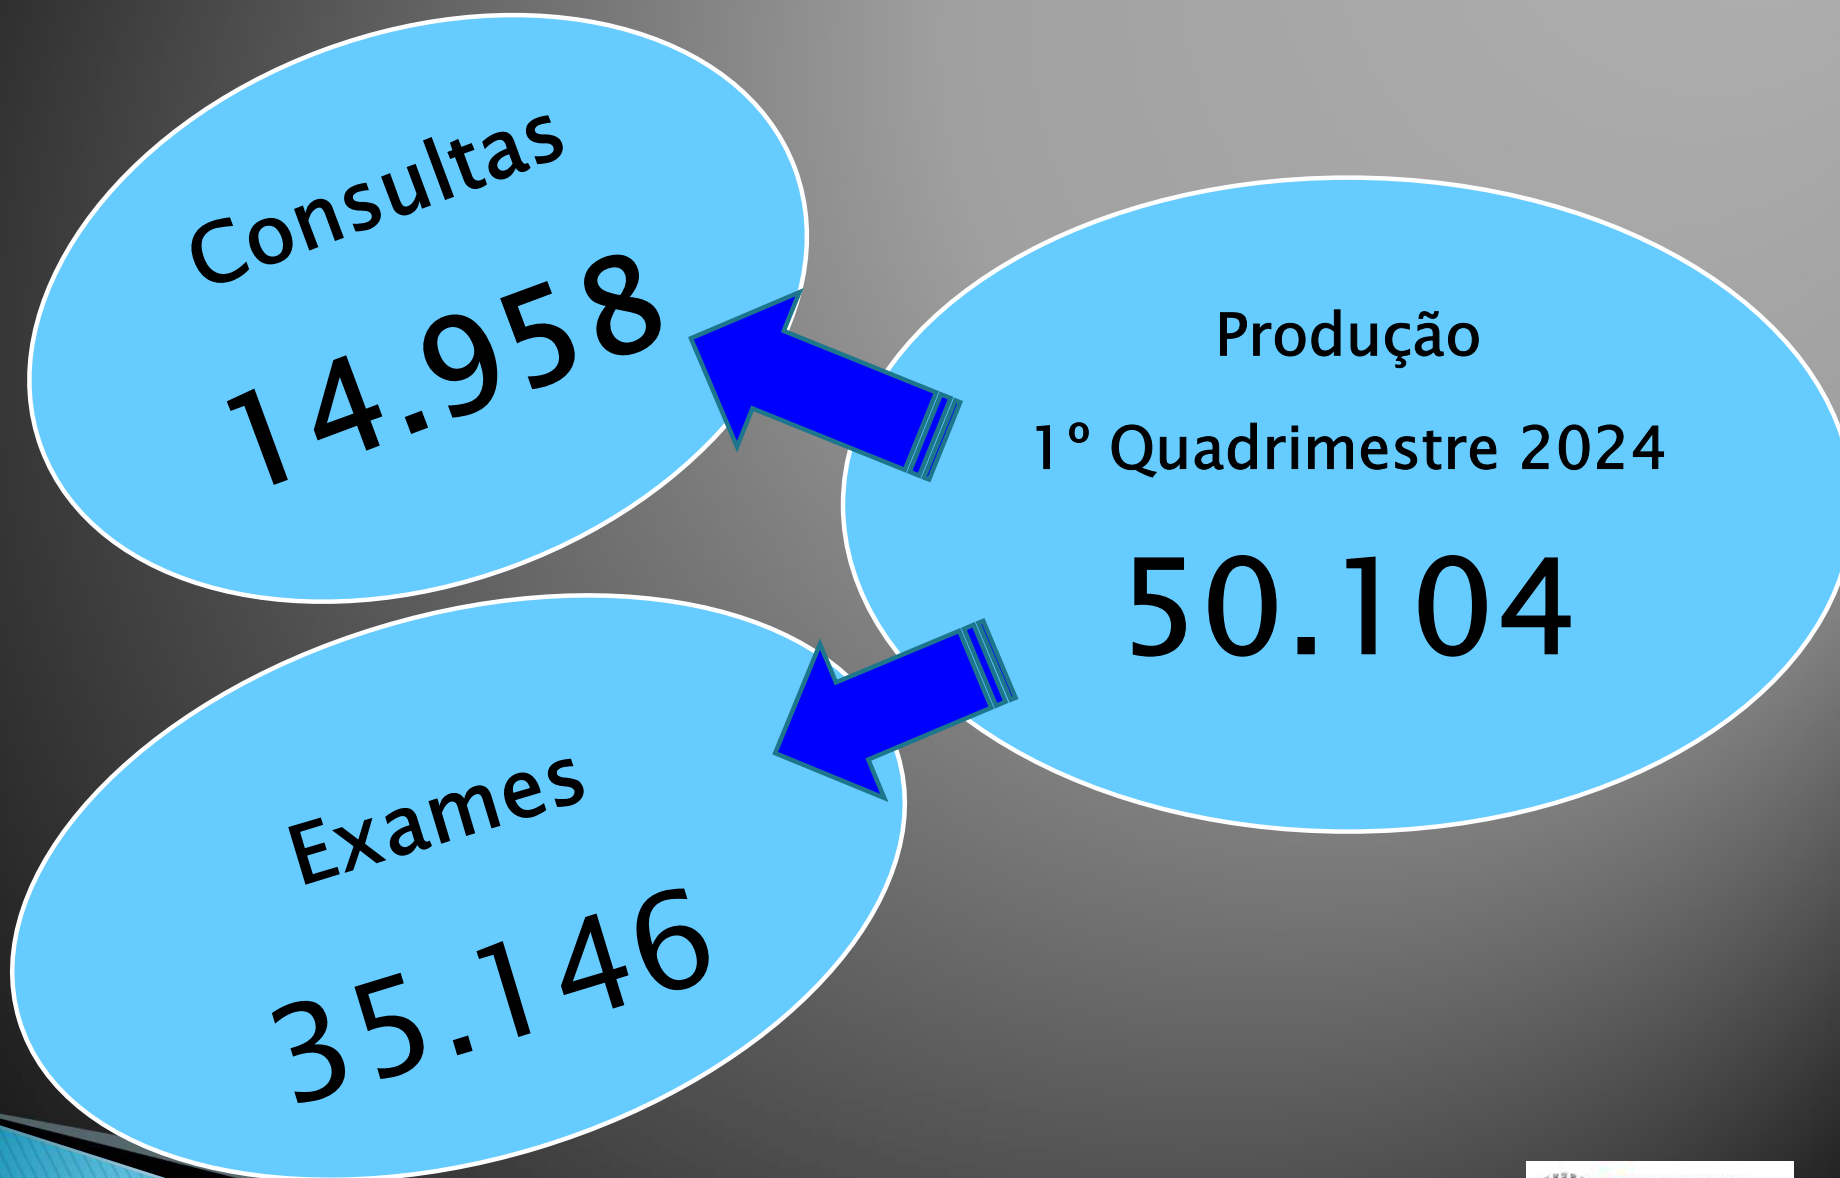 Consultas
14.958
Produção
1º Quadrimestre 2024
50.104
Exames
35.146